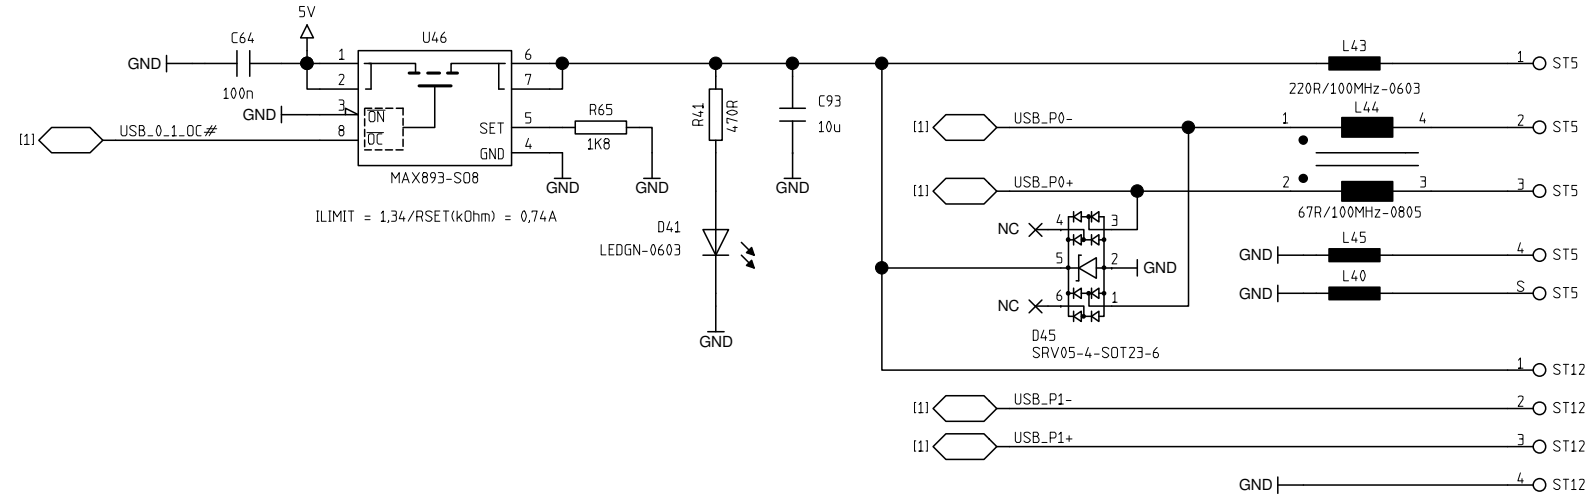 5V
C64
U46
GND
100n
1
2
3
8
ON
OC
6
7
5
4
SET
GND
GND
[1]
USB_0_1_OC#
MAX893-SO8
R65
1K8
GND
GND
ILIMIT = 1,34/RSET(kOhm) = 0,74A
R41
470R
D41
LEDGN-0603
GND
C93
10u
GND
L43
1
ST5
220R/100MHz-0603
[1]
USB_P0-
1
L44
4
2
ST5
[1]
USB_P0+
2
3
3
ST5
67R/100MHz-0805
NC
4
3
5
2
GND
NC
6
1
D45
SRV05-4-SOT23-6
GND
L45
4
ST5
GND
L40
S
ST5
1
ST12
[1]
USB_P1-
2
ST12
[1]
USB_P1+
3
ST12
GND
4
ST12